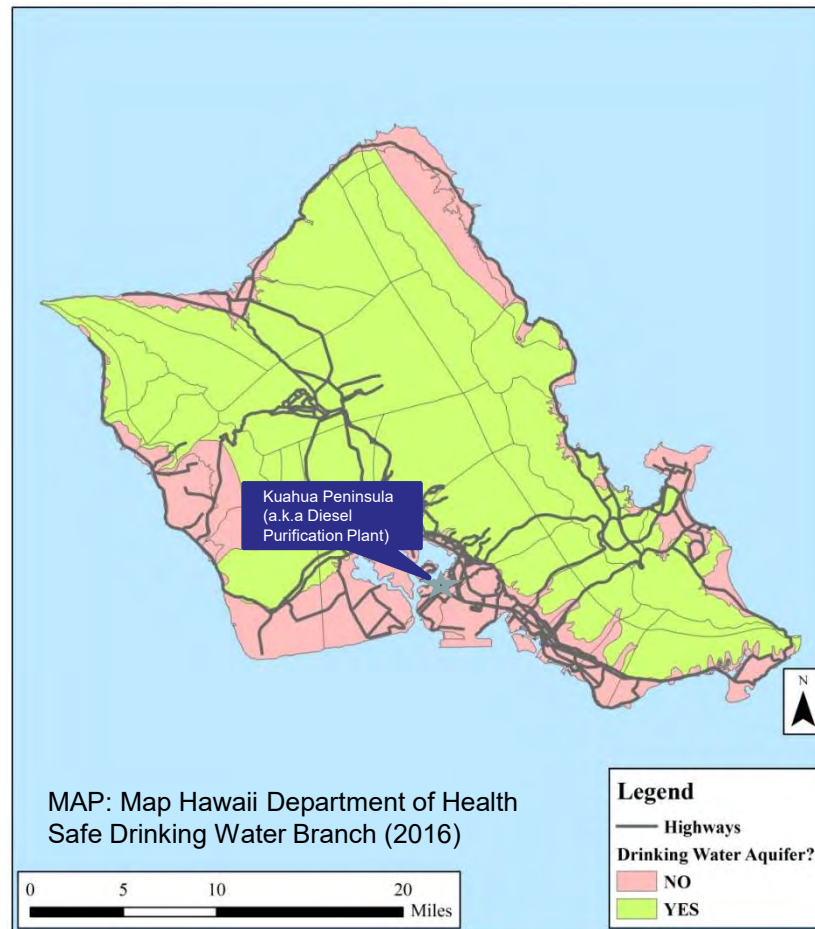 Kuahua Peninsula
(a.k.a Diesel
Purification Plant)
N
MAP: Map Hawaii Department of Health
Safe Drinking Water Branch (2016)
0 5 10 20
Miles
Legend
Highways
Drinking Water Aquifer?
NO
YES